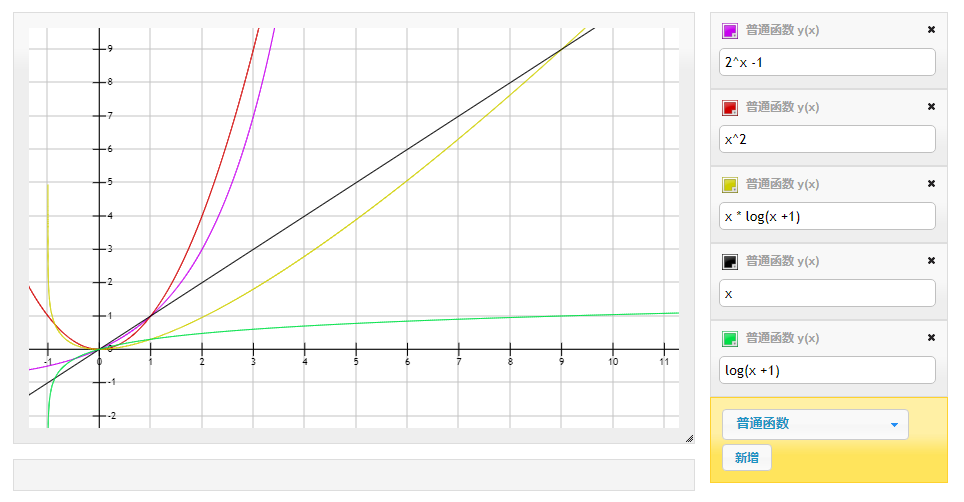 9
8
7
6
5
4
3
2
1
-1 0 1 2 3 4 5 6 7 8 9 10 11
-1
-2
普通函数 y(x) ✖
2^x -1
普通函数 y(x) ✖
x^2
普通函数 y(x) ✖
x * log(x +1)
普通函数 y(x) ✖
x
普通函数 y(x) ✖
log(x +1)
普通函数
新增